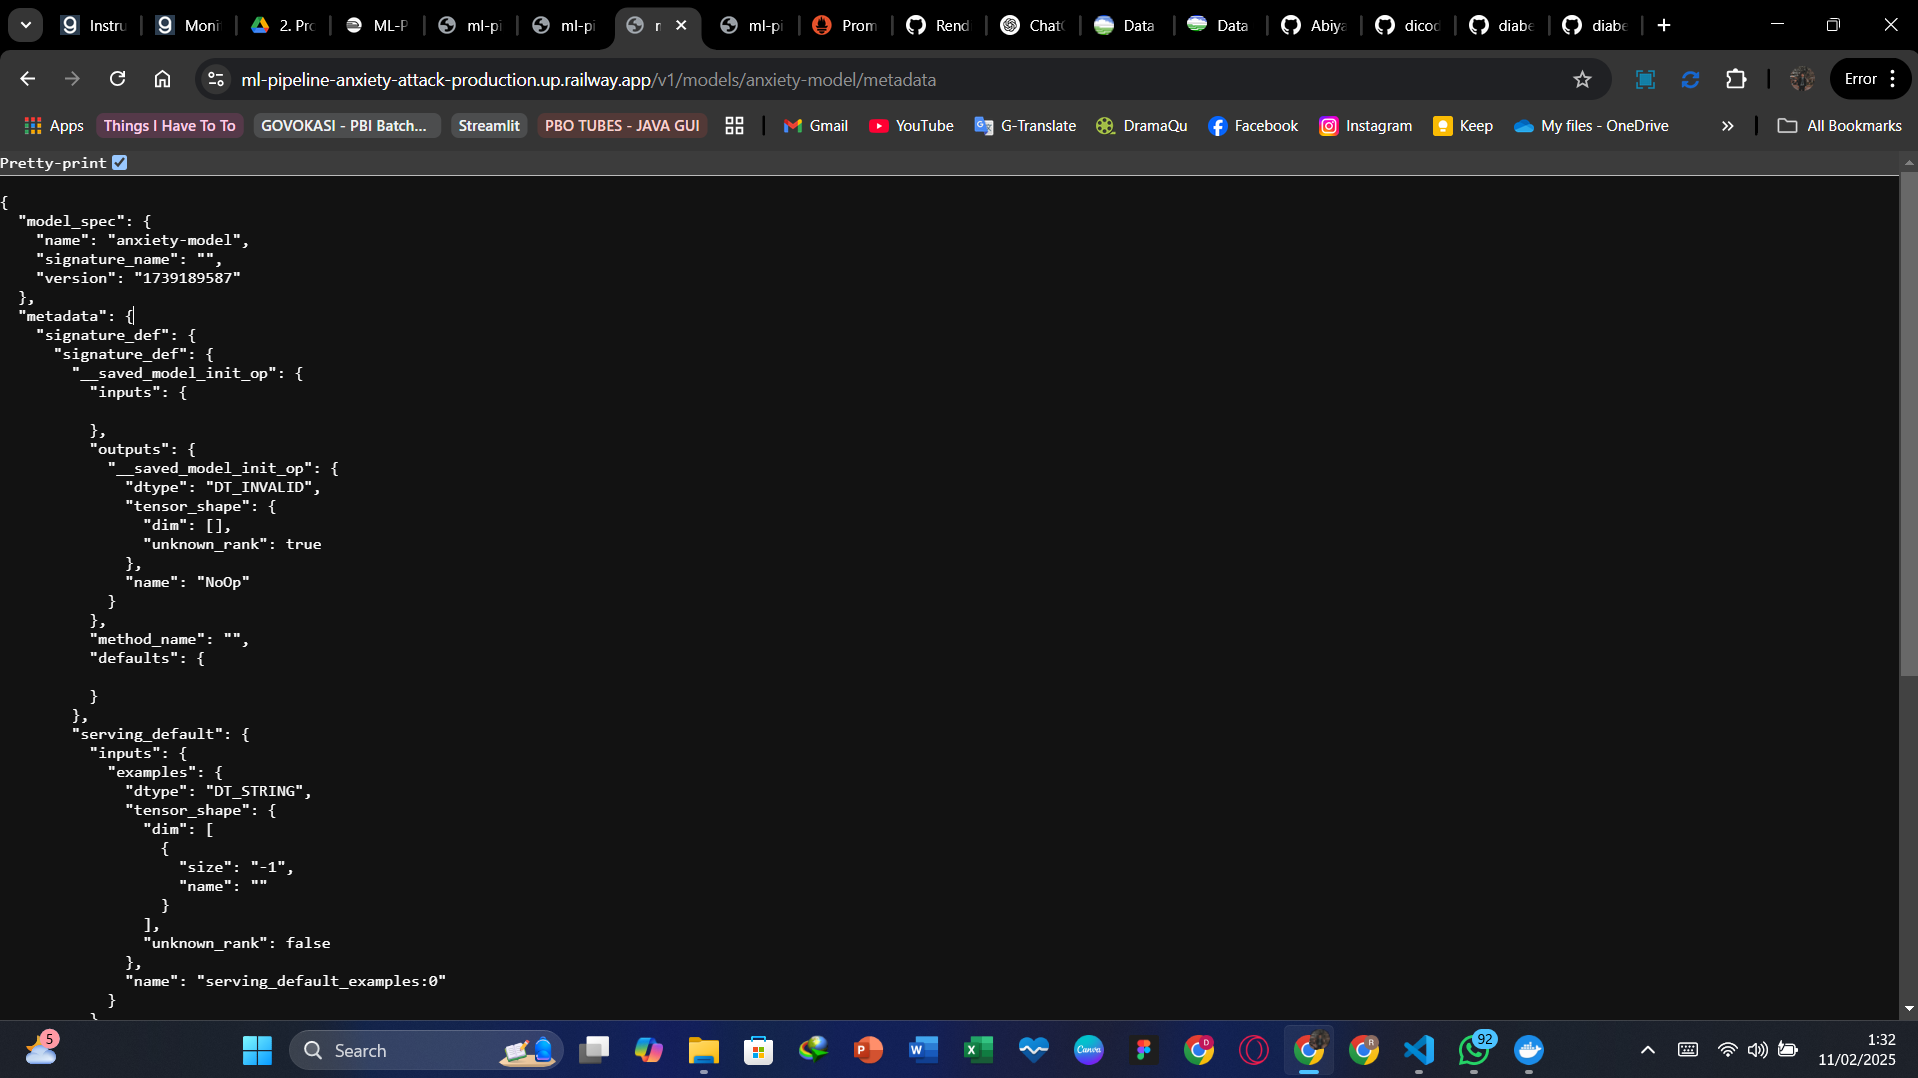 Instru
Monit
2. Pro
ML-P
ml-pi
ml-pi
ml-pi
Prom
Rendi
Chat
Data
Data
Abiya
dicod
diabe
diabe
ml-pipeline-anxiety-attack-production.up.railway.app/v1/models/anxiety-model/metadata
Error
Apps
Things I Have To To
GOVOKASI - PBI Batch...
Streamlit
PBO TUBES - JAVA GUI
Gmail
YouTube
G-Translate
DramaQu
Facebook
Instagram
Keep
My files - OneDrive
All Bookmarks
Pretty-print
{
"model_spec": {
"name": "anxiety-model",
"signature_name": "",
"version": "1739189587"
},
"metadata": {
"signature_def": {
"signature_def": {
"__saved_model_init_op": {
"inputs": {
},
"outputs": {
"__saved_model_init_op": {
"dtype": "DT_INVALID",
"tensor_shape": {
"dim": [],
"unknown_rank": true
},
"name": "NoOp"
}
},
"method_name": "",
"defaults": {
}
},
"serving_default": {
"inputs": {
"examples": {
"dtype": "DT_STRING",
"tensor_shape": {
"dim": [
{
"size": "-1",
"name": ""
}
],
"unknown_rank": false
},
"name": "serving_default_examples:0"
}
5
Search
Canva
92
1:32
11/02/2025